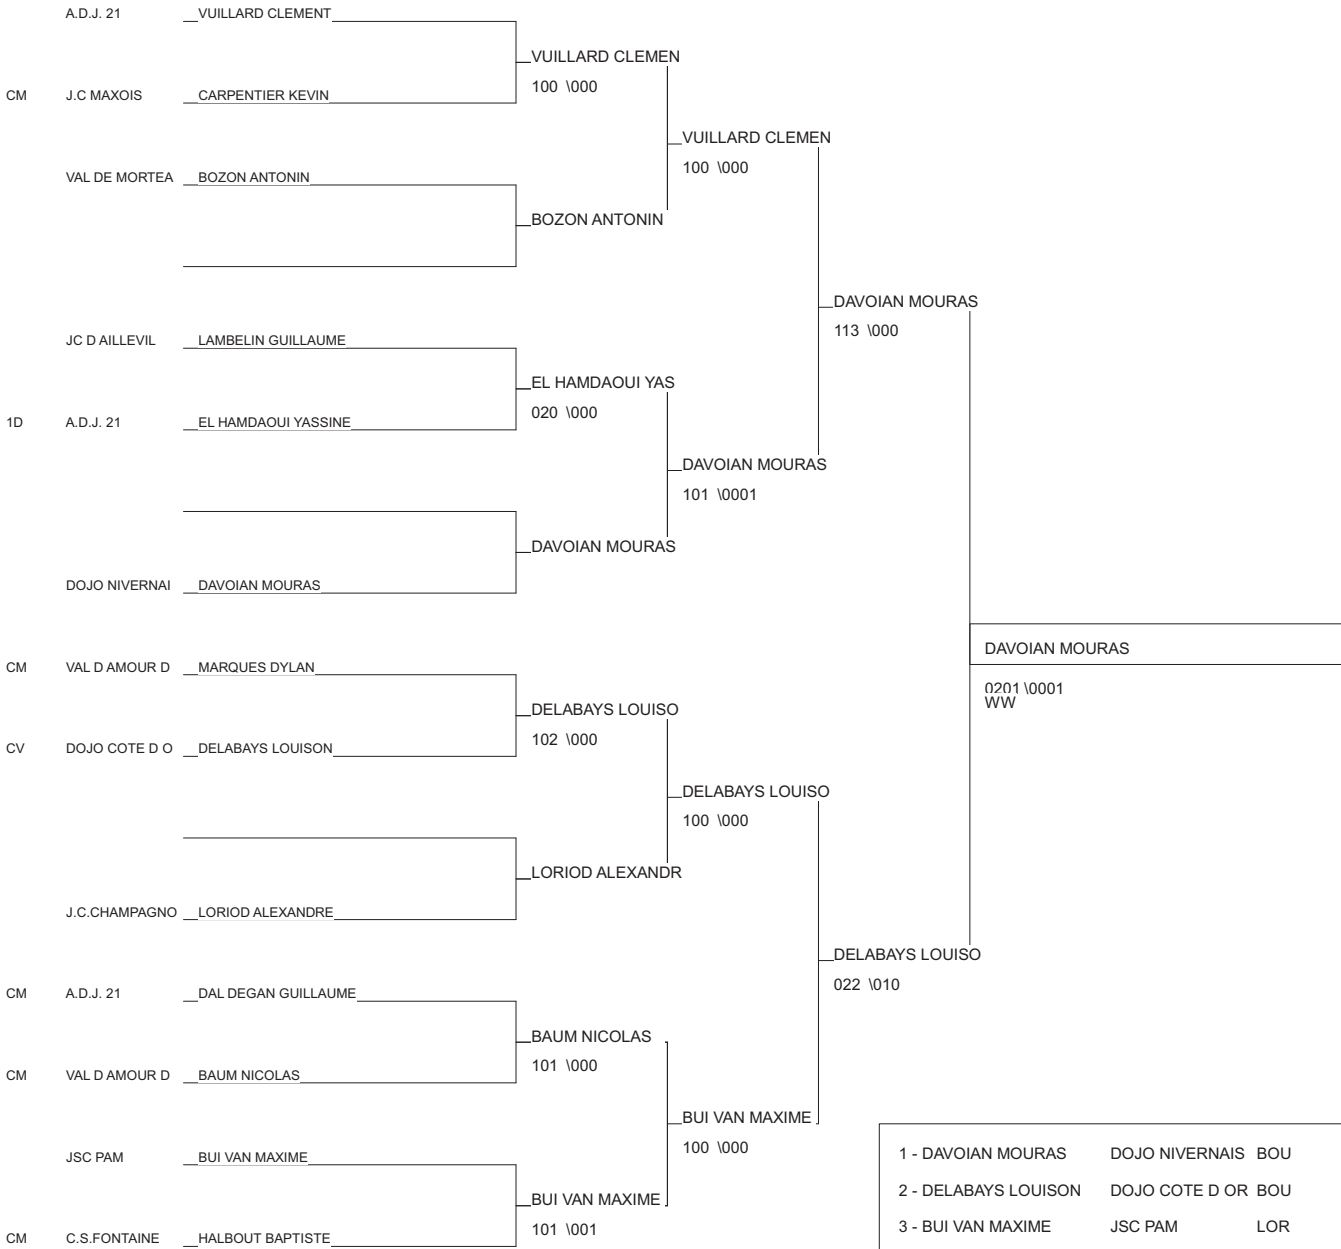 A.D.J. 21 VUILLARD CLEMENT
VUILLARD CLEMEN
100 \000
CM J.C MAXOIS CARPENTIER KEVIN
VUILLARD CLEMEN
100 \000
VAL DE MORTEA BOZON ANTONIN
BOZON ANTONIN
DAVOIAN MOURAS
113 \000
JC D AILLEVIL LAMBELIN GUILLAUME
EL HAMDAOUI YAS
020 \000
1D A.D.J. 21 EL HAMDAOUI YASSINE
DAVOIAN MOURAS
101 \0001
DAVOIAN MOURAS
DOJO NIVERNAI DAVOIAN MOURAS
DAVOIAN MOURAS
0201 \0001
WW
CM VAL D AMOUR D MARQUES DYLAN
DELABAYS LOUISO
102 \000
CV DOJO COTE D O DELABAYS LOUISON
DELABAYS LOUISO
100 \000
LORIOD ALEXANDR
J.C.CHAMPAGNO LORIOD ALEXANDRE
DELABAYS LOUISO
022 \010
CM A.D.J. 21 DAL DEGAN GUILLAUME
BAUM NICOLAS
101 \000
CM VAL D AMOUR D BAUM NICOLAS
BUI VAN MAXIME
100 \000
JSC PAM BUI VAN MAXIME
BUI VAN MAXIME
101 \001
CM C.S.FONTAINE HALBOUT BAPTISTE
1 - DAVOIAN MOURAS DOJO NIVERNAIS BOU
2 - DELABAYS LOUISON DOJO COTE D OR BOU
3 - BUI VAN MAXIME JSC PAM LOR